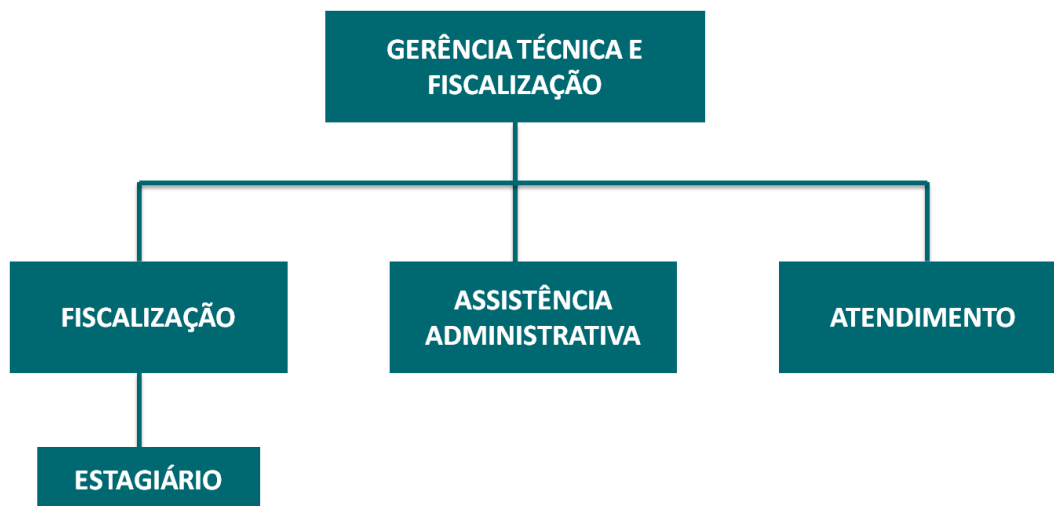 GERÊNCIA TÉCNICA E
FISCALIZAÇÃO
FISCALIZAÇÃO
ASSISTÊNCIA
ADMINISTRATIVA
ATENDIMENTO
ESTAGIÁRIO